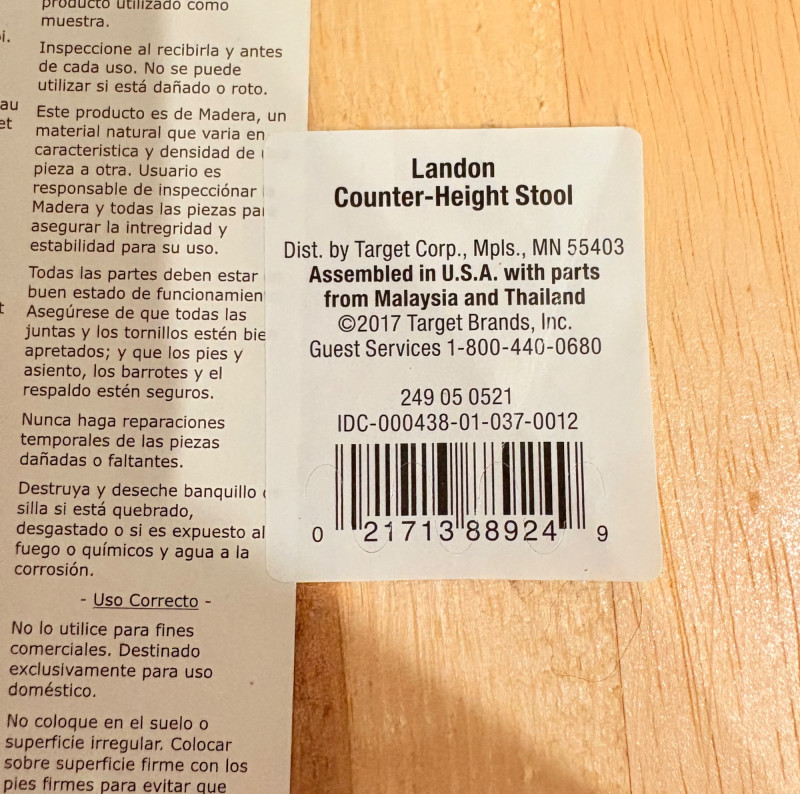 producto utilizado como
muestra.
Inspeccione al recibirla y antes
de cada uso. No se puede
utilizar si está dañado o roto.
Este producto es de Madera, un
material natural que varia en
caracteristica y densidad de
pieza a otra. Usuario es
responsable de inspecciónar
Madera y todas las piezas
asegurar la intregridad y
estabilidad para su uso.
Todas las partes deben estar
buen estado de
Asegúrese de que todas las
juntas y los tornillos estén
apretados; y que los pies y
asiento, los barrotes y el
respaldo estén seguros.
Nunca haga reparaciones
temporales de las piezas
dañadas o faltantes.
Destruya y deseche banquillo
silla si está quebrado,
desgastado o si es expuesto al
fuego o químicos y agua a la
corrosión.
- Uso Correcto -
No lo utilice para fines
comerciales. Destinado
exclusivamente para uso
doméstico.
No coloque en el suelo o
superficie irregular. Colocar
sobre superficie firme con los
pies firmes para evitar que
Landon
Counter-Height Stool
Dist. by Target Corp., Mpls., MN 55403
Assembled in U.S.A. with parts
from Malaysia and Thailand
©2017 Target Brands, Inc.
Guest Services 1-800-440-0680
249 05 0521
IDC-000438-01-037-0012
0 21713 88924 9